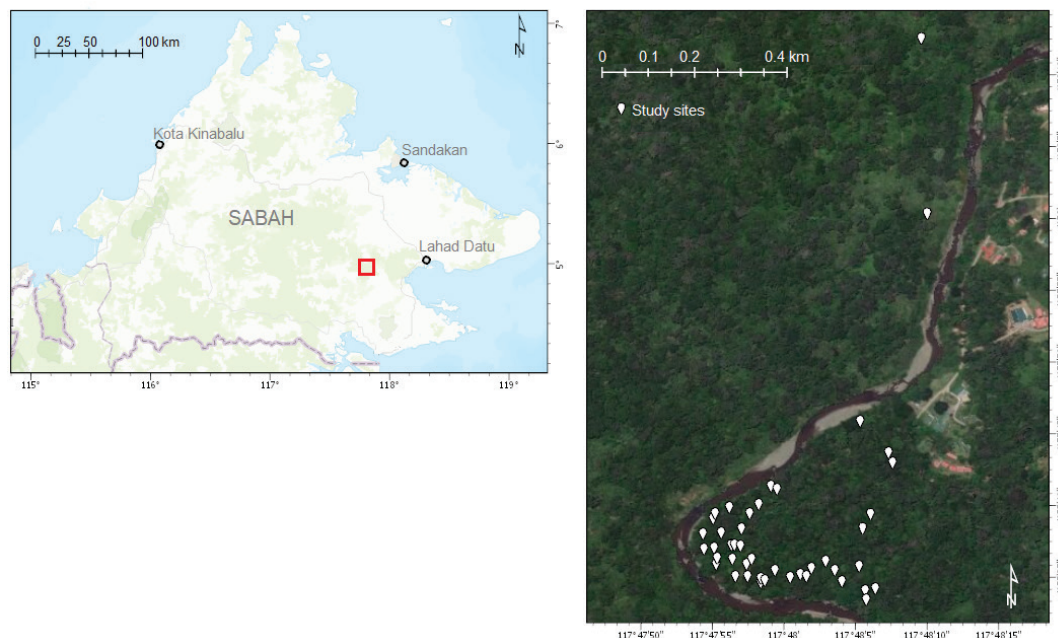 0 25 50 100 km
N
7°
Kota Kinabalu
6°
Sandakan
SABAH
Lahad Datu
5°
115° 116° 117° 118° 119°
0 0.1 0.2 0.4 km
Study sites
N
117°47'50" 117°47'55" 117°48' 117°48'5" 117°48'10" 117°48'15"